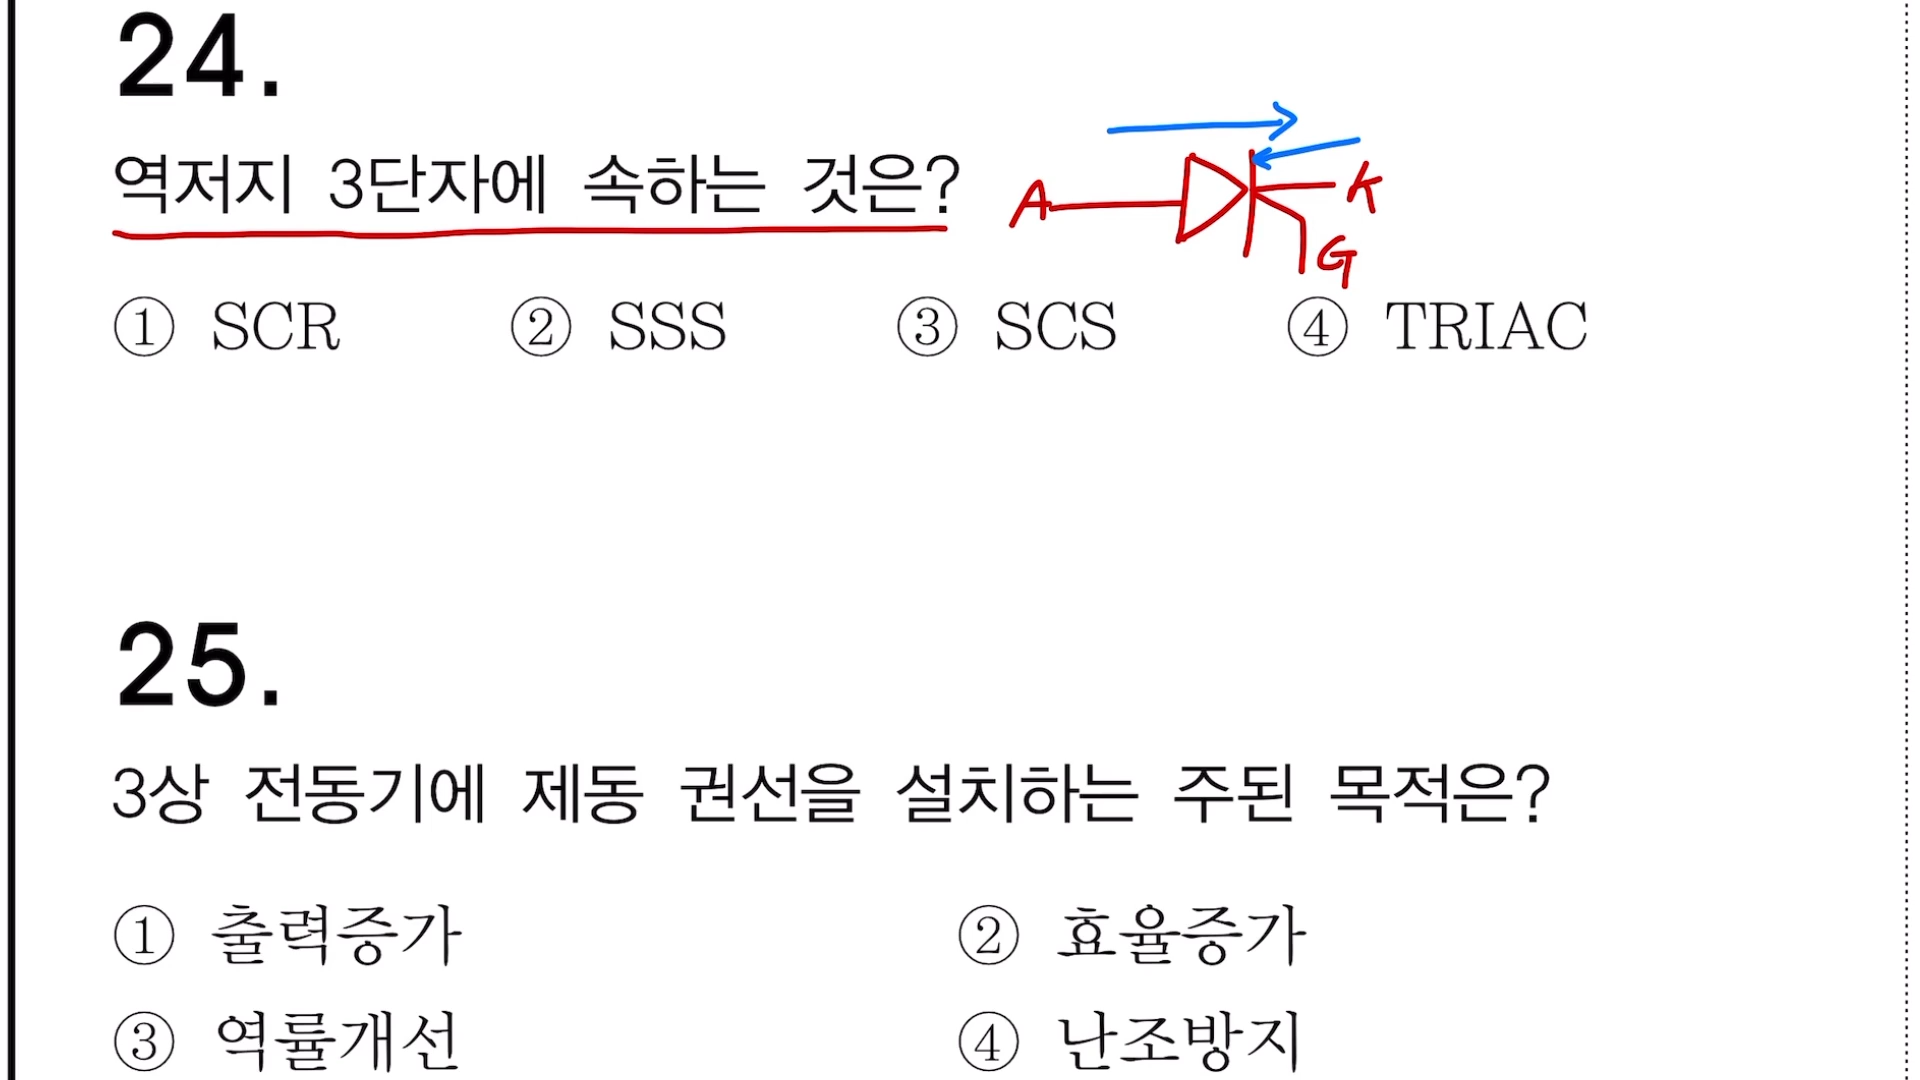 24.
역저지 3단자에 속하는 것은?
A K
G
① SCR ② SSS ③ SCS ④ TRIAC
25.
3상 전동기에 제동 권선을 설치하는 주된 목적은?
① 출력증가 ② 효율증가
③ 역률개선 ④ 난조방지